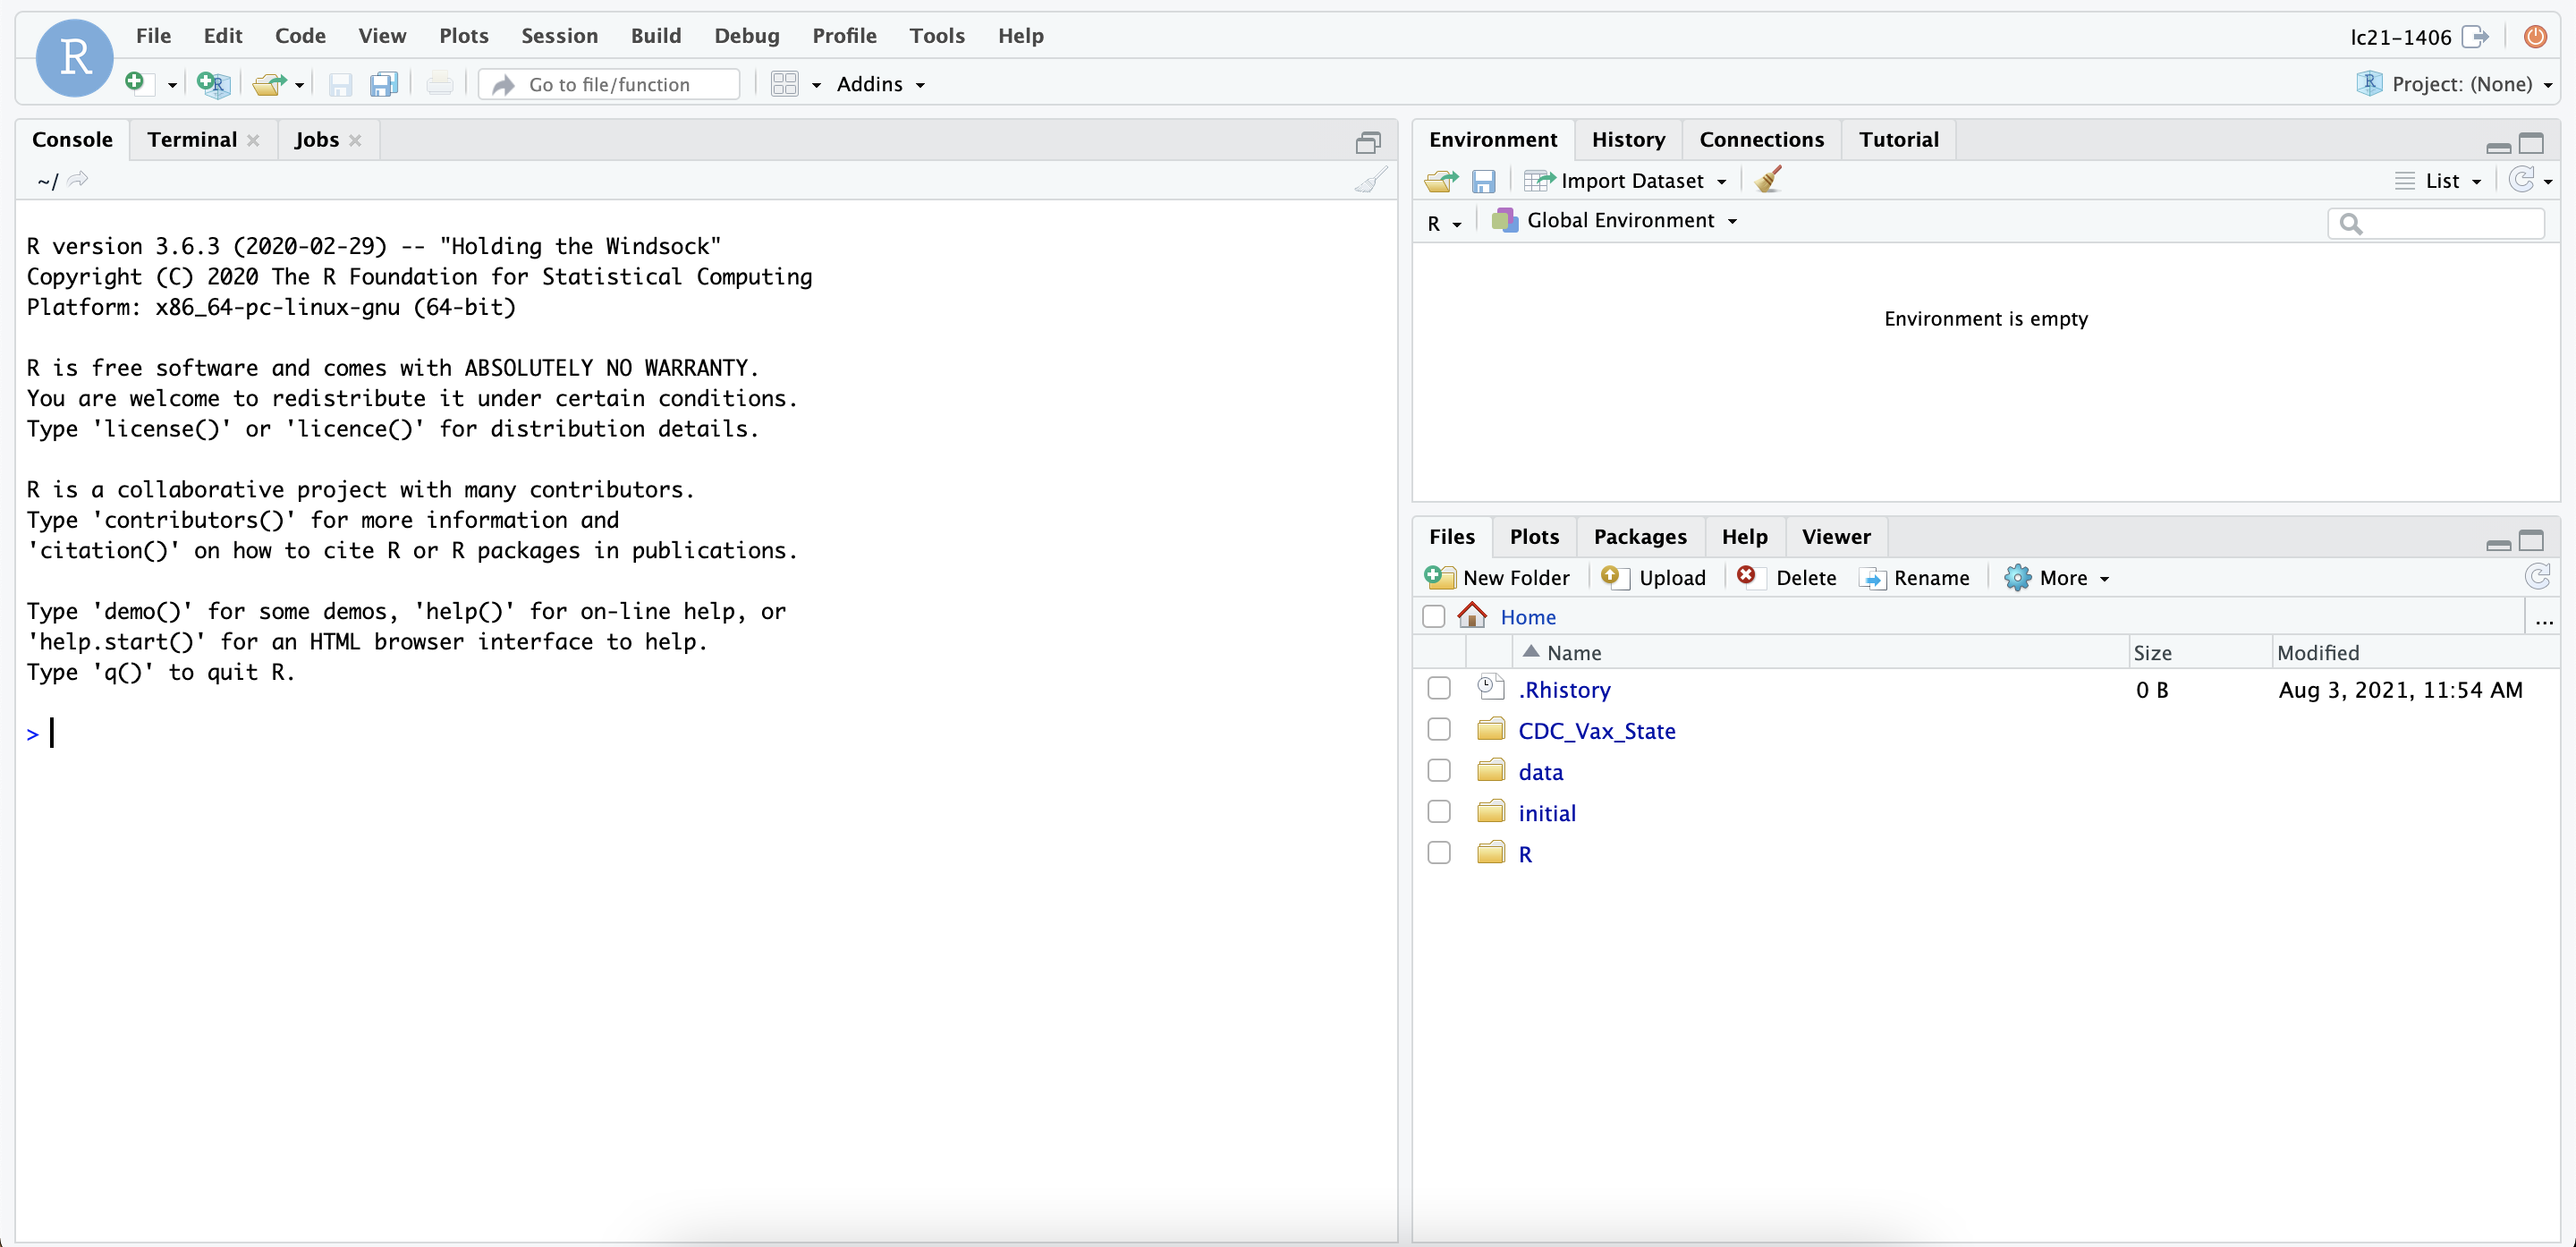 R
File Edit Code View Plots Session Build Debug Profile Tools Help
lc21-1406
Go to file/function
Addins
R Project: (None)
Console Terminal Jobs
~/
R version 3.6.3 (2020-02-29) -- "Holding the Windsock"
Copyright (C) 2020 The R Foundation for Statistical Computing
Platform: x86_64-pc-linux-gnu (64-bit)
R is free software and comes with ABSOLUTELY NO WARRANTY.
You are welcome to redistribute it under certain conditions.
Type 'license()' or 'licence()' for distribution details.
R is a collaborative project with many contributors.
Type 'contributors()' for more information and
'citation()' on how to cite R or R packages in publications.
Type 'demo()' for some demos, 'help()' for on-line help, or
'help.start()' for an HTML browser interface to help.
Type 'q()' to quit R.
>
Environment History Connections Tutorial
Import Dataset
List
R Global Environment
Environment is empty
Files Plots Packages Help Viewer
New Folder Upload Delete Rename More
Home ...
Name Size Modified
.Rhistory 0 B Aug 3, 2021, 11:54 AM
CDC_Vax_State
data
initial
R